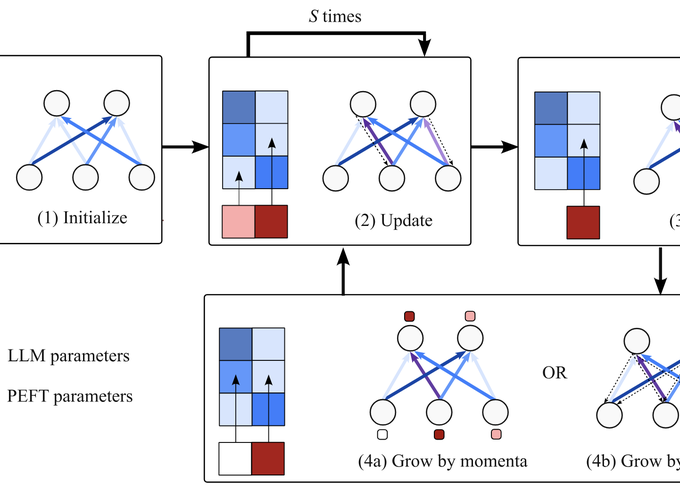 S times
(1) Initialize
(2) Update
(3
LLM parameters
PEFT parameters
OR
(4a) Grow by momenta
(4b) Grow by